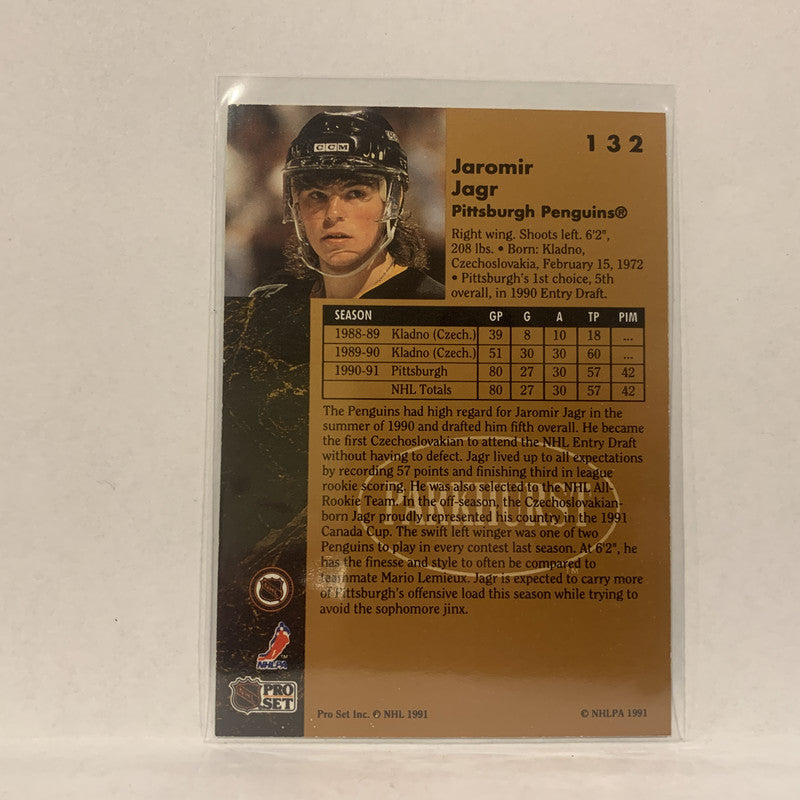 CCM
132
Jaromir
Jagr
Pittsburgh Penguins®
Right wing. Shoots left. 6'2",
208 lbs. • Born: Kladno,
Czechoslovakia, February 15, 1972
• Pittsburgh's 1st choice, 5th
overall, in 1990 Entry Draft.
SEASON GP G A TP PIM
1988-89 Kladno (Czech.) 39 8 10 18 ...
1989-90 Kladno (Czech.) 51 30 30 60 ...
1990-91 Pittsburgh 80 27 30 57 42
NHL Totals 80 27 30 57 42
The Penguins had high regard for Jaromir Jagr in the
summer of 1990 and drafted him fifth overall. He became
the first Czechoslovakian to attend the NHL Entry Draft
without having to defect. Jagr lived up to all expectations
by recording 57 points and finishing third in league
rookie scoring. He was also selected to the NHL All-
Rookie Team. In the off-season, the Czechoslovakian-
born Jagr proudly represented his country in the 1991
Canada Cup. The swift left winger was one of two
Penguins to play in every contest last season. At 6'2", he
has the finesse and style to often be compared to
teammate Mario Lemieux. Jagr is expected to carry more
of Pittsburgh's offensive load this season while trying to
avoid the sophomore jinx.
PARKHURST
NHL
NHLPA
TM
NHL
PRO
SET
Pro Set Inc. © NHL 1991
© NHLPA 1991